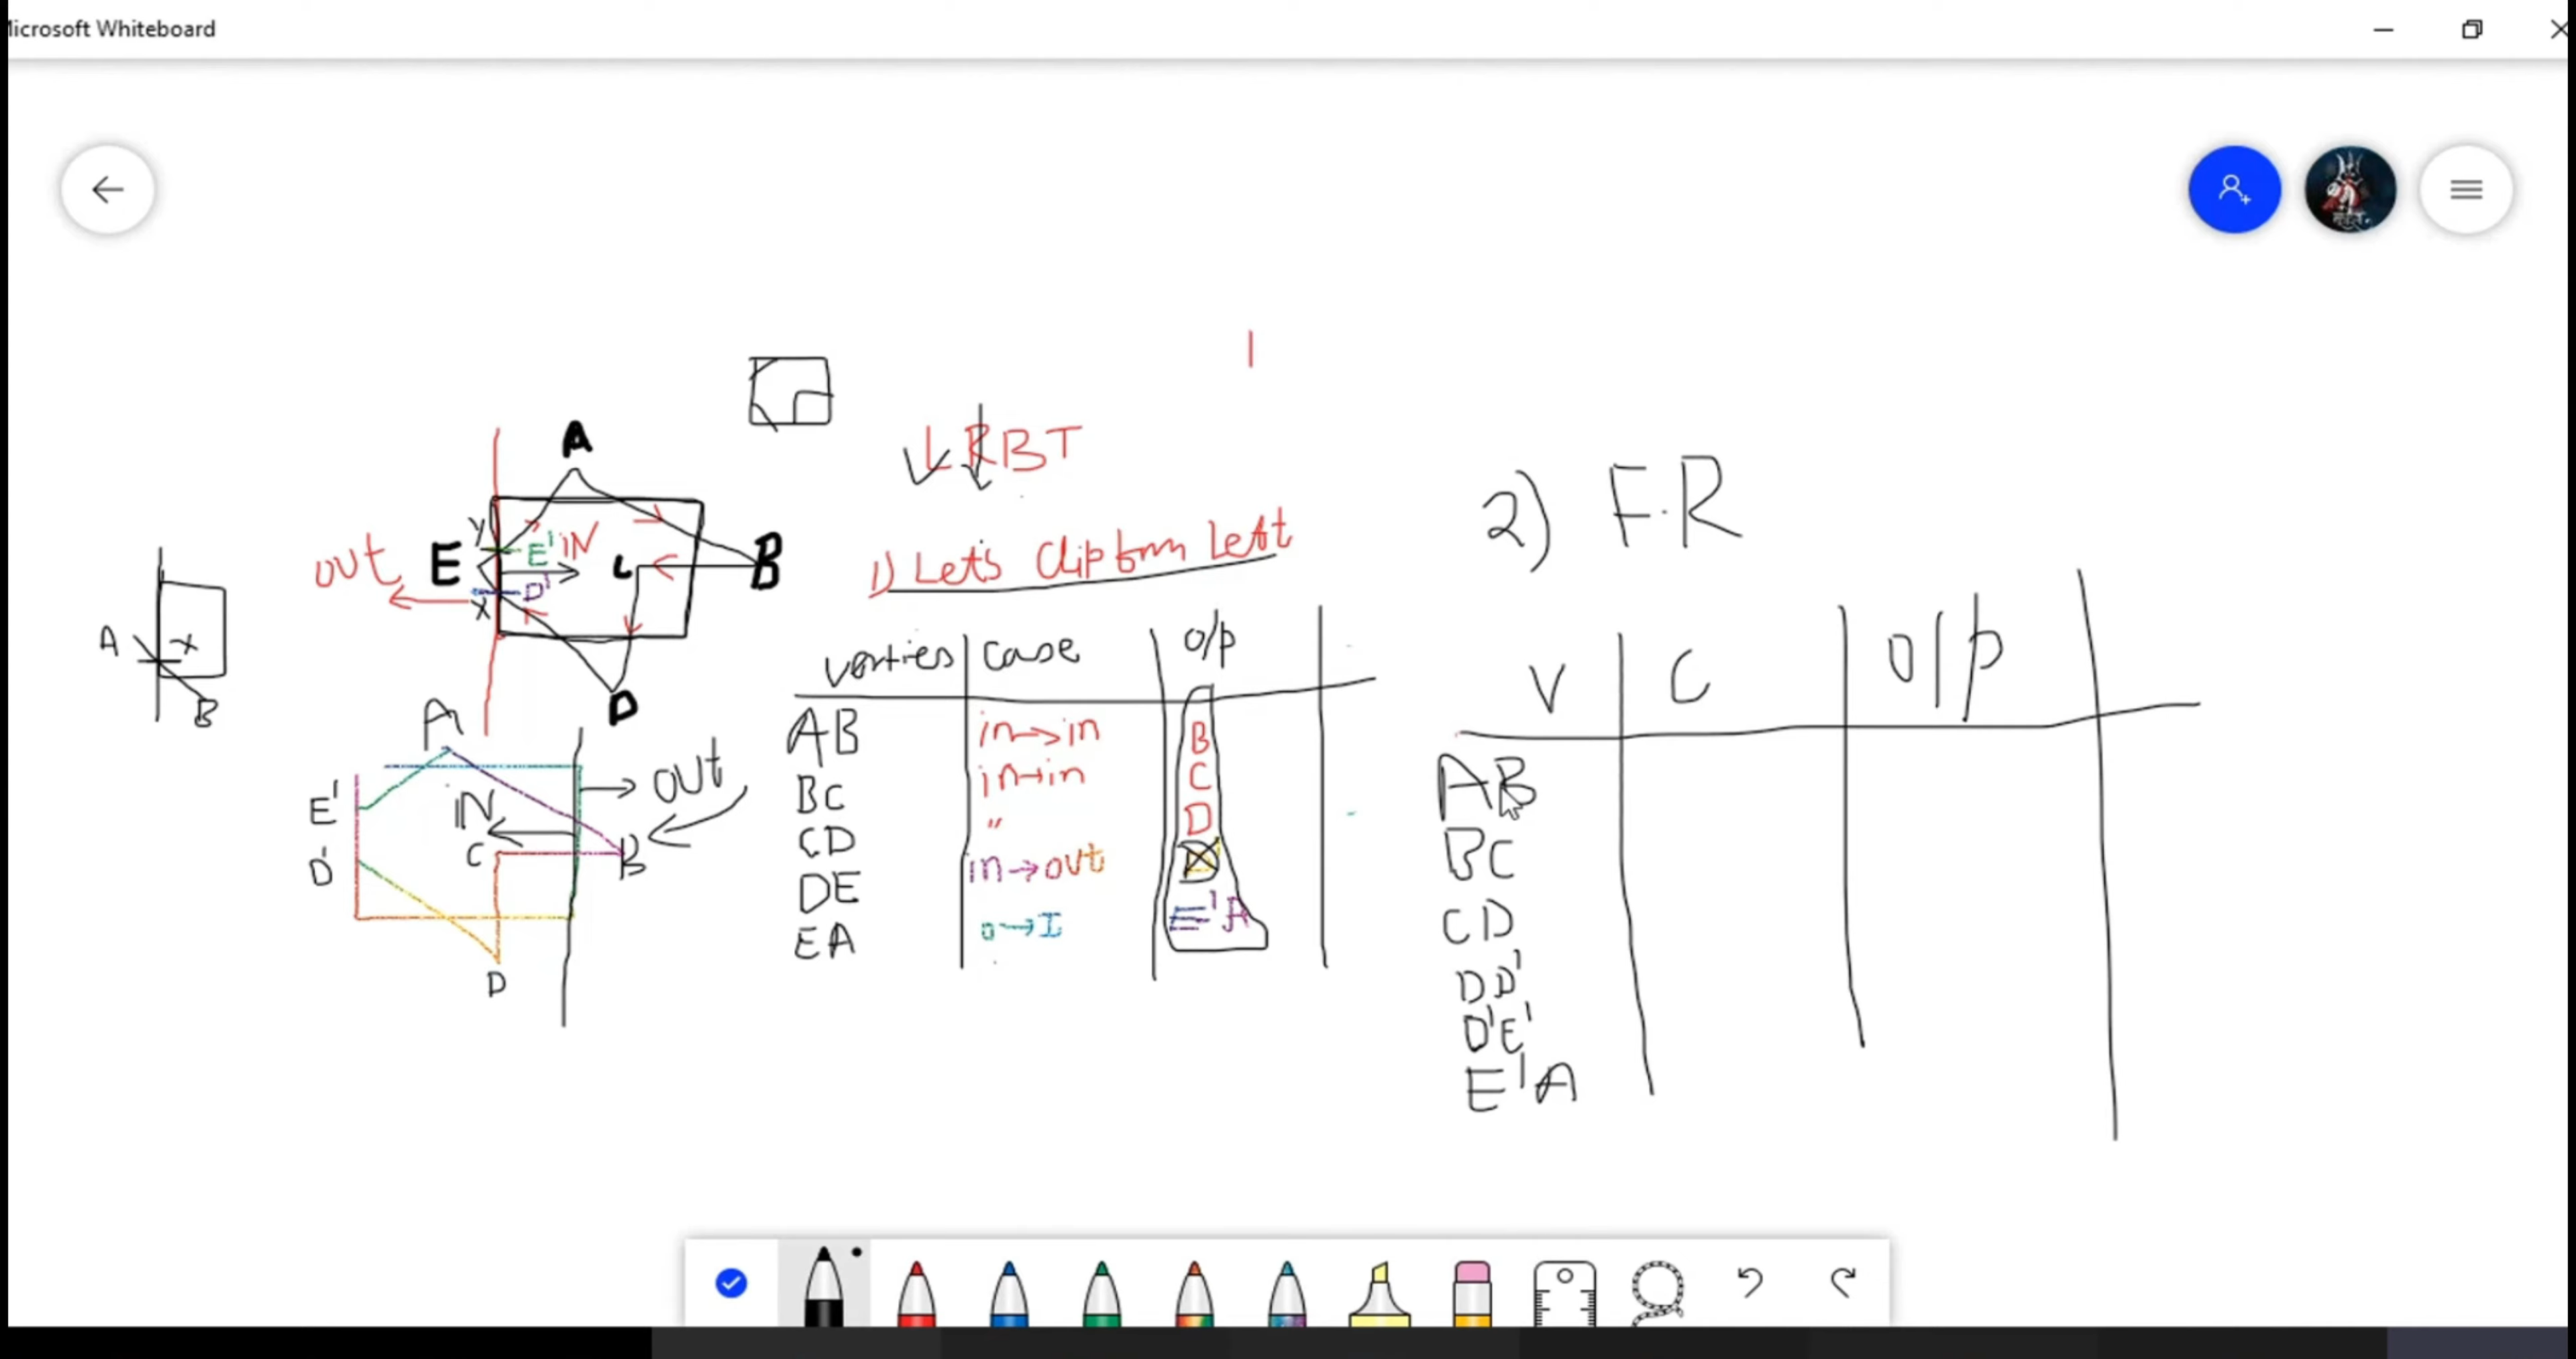 Microsoft Whiteboard
A
LRBT
2) F.R
OUT
E
Y
E'
IN
L
B
1) Let's Clip from Left
X
D'
A
X
B
D
verties
case
o/p
V
C
o/p
A
AB
in→in
B
AB
E'
IN
OUT
BC
in→in
C
BC
D'
C
B
CD
"
D
CD
DE
in→out
DD'
EA
O→I
E'A
D'E'
D
E'A